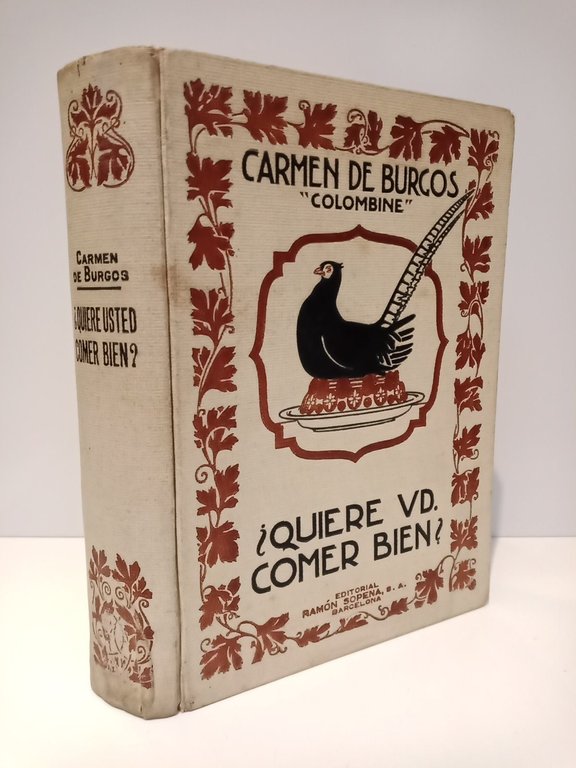 CARMEN
DE BURGOS
¿QUIERE USTED
COMER BIEN?
CARMEN DE BURGOS
"COLOMBINE"
¿QUIERE VD.
COMER BIEN?
EDITORIAL
RAMÓN SOPENA, S. A.
BARCELONA